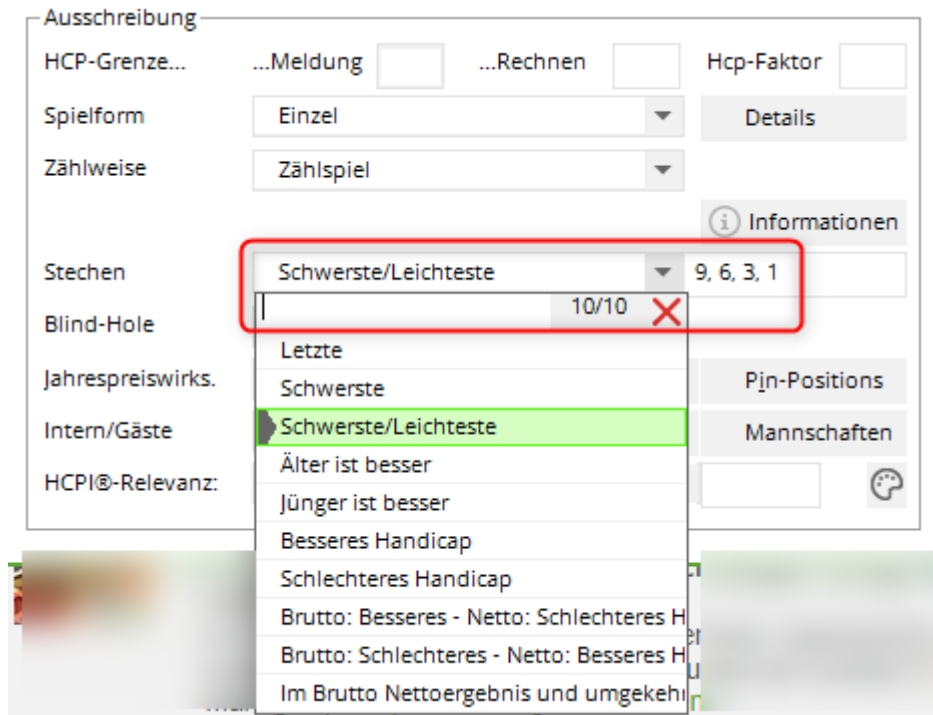 Ausschreibung
HCP-Grenze... ...Meldung ...Rechnen Hcp-Faktor
Spielform Einzel Details
Zählweise Zählspiel
Informationen
Stechen Schwerste/Leichteste 9, 6, 3, 1
10/10
Blind-Hole
Letzte
Jahrespreiswirks. Schwerste Pin-Positions
Intern/Gäste Schwerste/Leichteste Mannschaften
Älter ist besser
HCPI®-Relevanz:
Jünger ist besser
Besseres Handicap
Schlechteres Handicap
Brutto: Besseres - Netto: Schlechteres H
Brutto: Schlechteres - Netto: Besseres H
Im Brutto Nettoergebnis und umgekehr